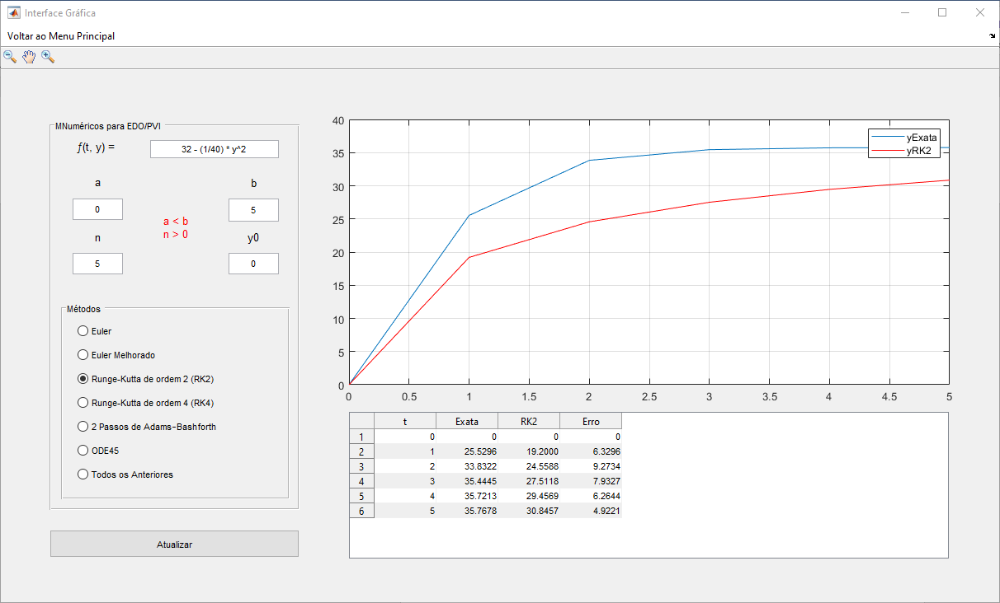 Interface Gráfica
Voltar ao Menu Principal
MNuméricos para EDO/PVI
f(t, y) =
32 - (1/40) * y^2
a
b
0
5
a < b
n > 0
n
y0
5
0
Métodos
Euler
Euler Melhorado
Runge-Kutta de ordem 2 (RK2)
Runge-Kutta de ordem 4 (RK4)
2 Passos de Adams-Bashforth
ODE45
Todos os Anteriores
Atualizar
40
35
30
25
20
15
10
5
0
yExata
yRK2
0 0.5 1 1.5 2 2.5 3 3.5 4 4.5 5
t Exata RK2 Erro
1 0 0 0 0
2 1 25.5296 19.2000 6.3296
3 2 33.8322 24.5588 9.2734
4 3 35.4445 27.5118 7.9327
5 4 35.7213 29.4569 6.2644
6 5 35.7678 30.8457 4.9221